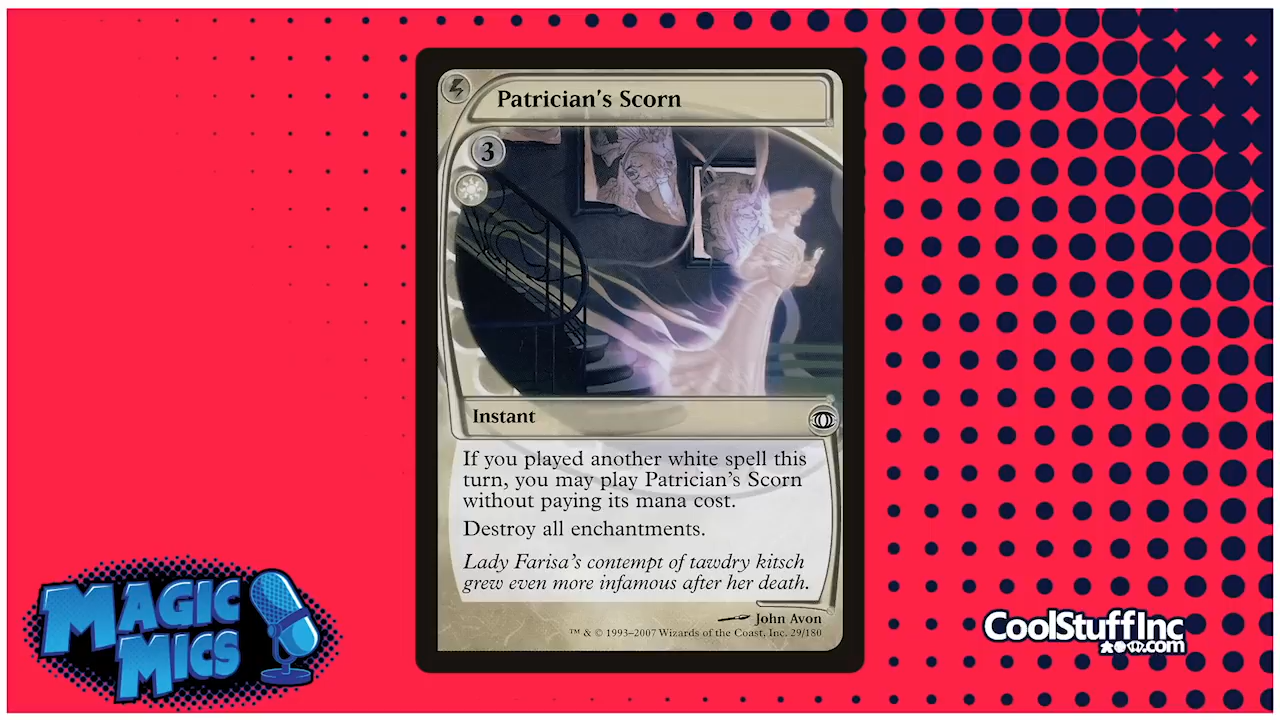 Patrician's Scorn
3
Instant
If you played another white spell this
turn, you may play Patrician's Scorn
without paying its mana cost.
Destroy all enchantments.
Lady Farisa's contempt of tawdry kitsch
grew even more infamous after her death.
John Avon
™ & © 1993–2007 Wizards of the Coast, Inc. 29/180
MAGIC
MICS
CoolStuffInc
.com